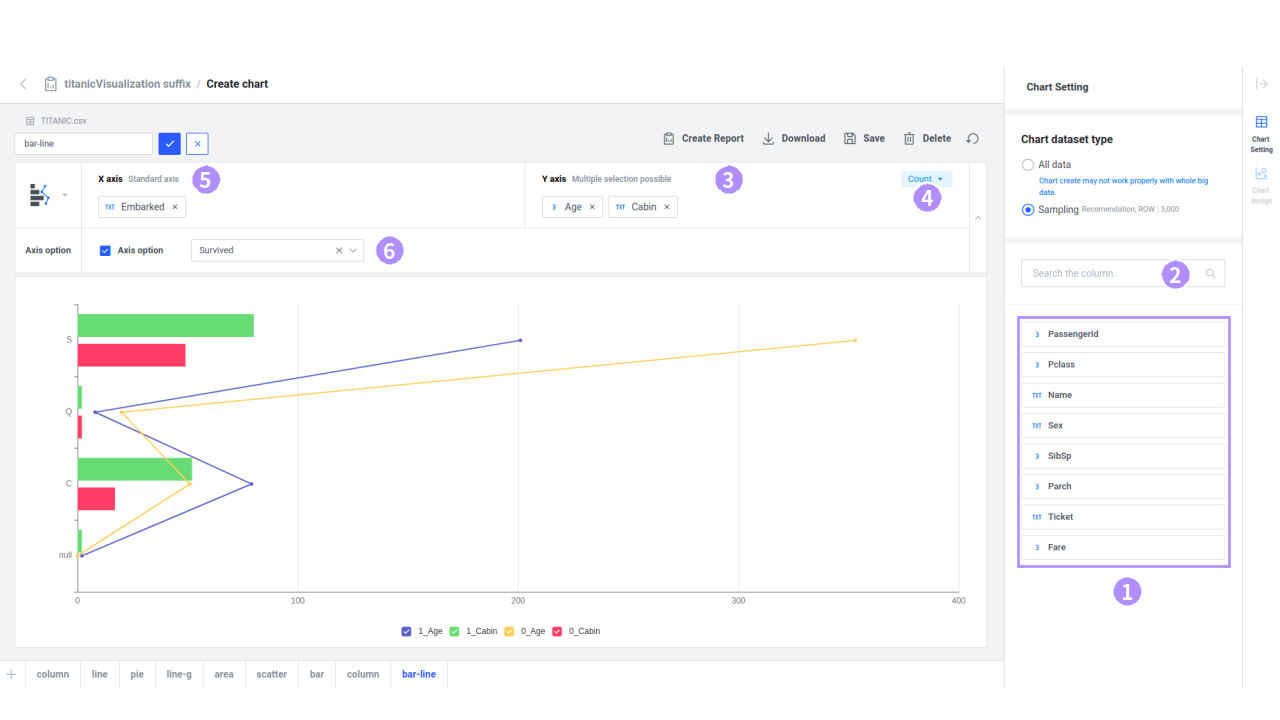 titanicVisualization suffix / Create chart
TITANIC.csv
bar-line
Create Report
Download
Save
Delete
X axis Standard axis
5
TXT Embarked ×
Y axis Multiple selection possible
3
Count
4
3 Age ×
TXT Cabin ×
Axis option
Axis option
Survived
6
S
Q
C
null
0
100
200
300
400
1_Age
1_Cabin
0_Age
0_Cabin
+
column
line
pie
line-g
area
scatter
bar
column
bar-line
Chart Setting
Chart dataset type
All data
Chart create may not work properly with whole big
data.
Sampling Recomendation, ROW : 3,000
Search the column.
2
3 PassengerId
3 Pclass
TXT Name
TXT Sex
3 SibSp
3 Parch
TXT Ticket
3 Fare
1
Chart
Setting
Chart
design